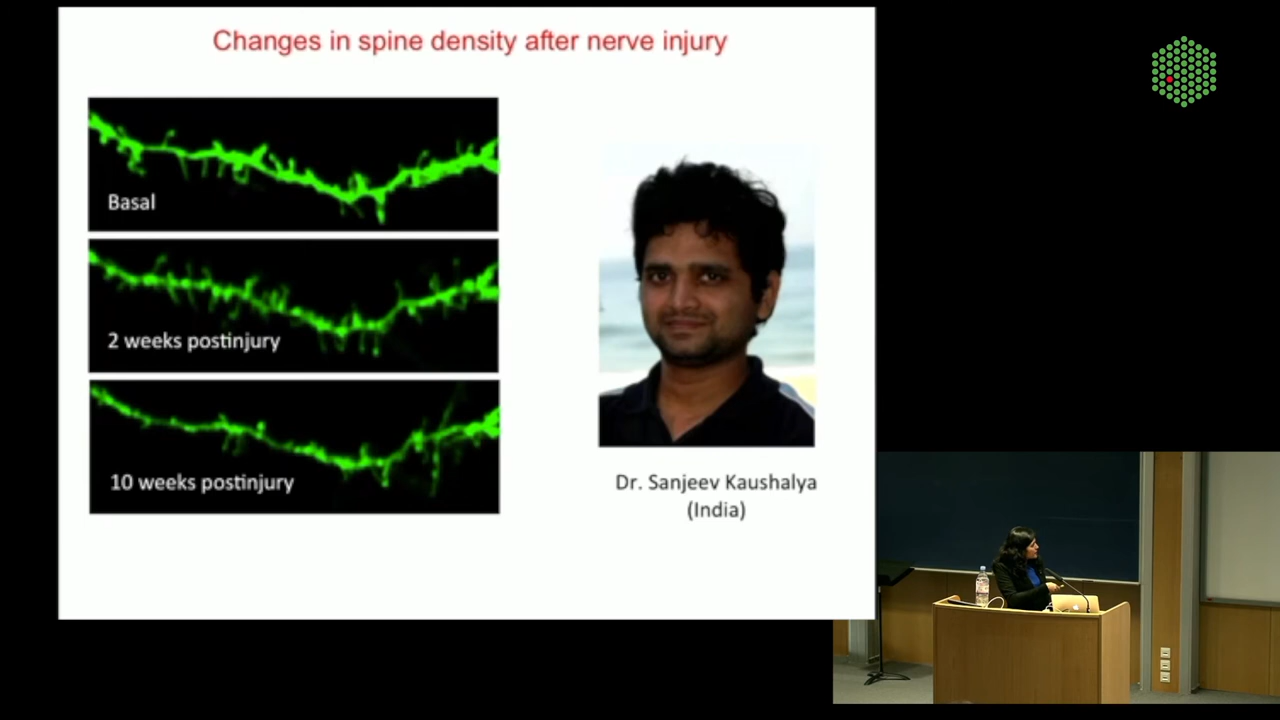 Changes in spine density after nerve injury
Basal
2 weeks postinjury
10 weeks postinjury
Dr. Sanjeev Kaushalya
(India)